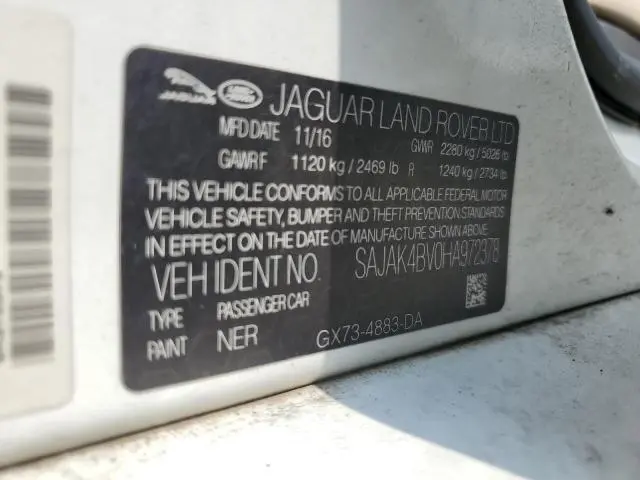 JAGUAR LAND ROVER JAGUAR LAND ROVER LTD
MFD DATE 11/16 GVWR 2280 kg / 5026 lb
GAWR F 1120 kg / 2469 lb R 1240 kg / 2734 lb
THIS VEHICLE CONFORMS TO ALL APPLICABLE FEDERAL MOTOR
VEHICLE SAFETY, BUMPER AND THEFT PREVENTION STANDARDS
IN EFFECT ON THE DATE OF MANUFACTURE SHOWN ABOVE
VEH IDENT NO. SAJAK4BV0HA972378
TYPE PASSENGER CAR
PAINT NER GX73-4883-DA